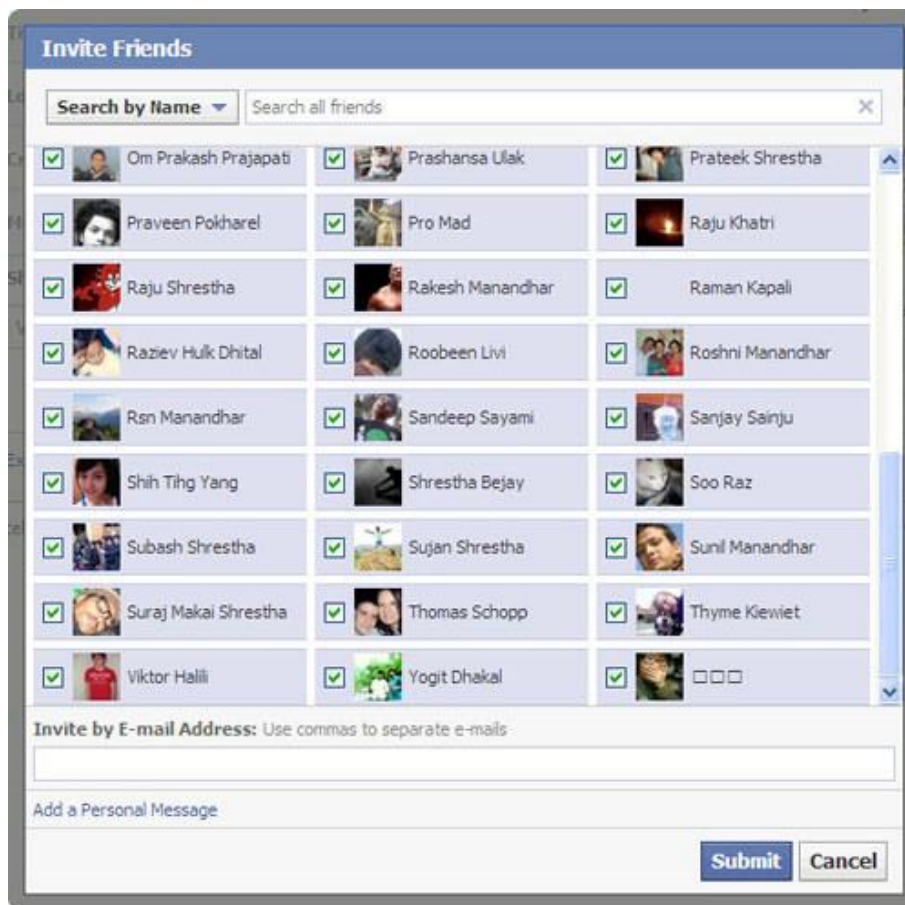 Invite Friends
Search by Name Search all friends
Om Prakash Prajapati Prashansa Ulak Prateek Shrestha
Praveen Pokharel Pro Mad Raju Khatri
Raju Shrestha Rakesh Manandhar Raman Kapali
Raziev Hulk Dhital Roobeen Livi Roshni Manandhar
Rsn Manandhar Sandeep Sayami Sanjay Sainju
Shih Tihg Yang Shrestha Bejay Soo Raz
Subash Shrestha Sujan Shrestha Sunil Manandhar
Suraj Makai Shrestha Thomas Schopp Thyme Kiewiet
Viktor Halili Yogit Dhakal □□□
Invite by E-mail Address: Use commas to separate e-mails
Add a Personal Message
Submit Cancel